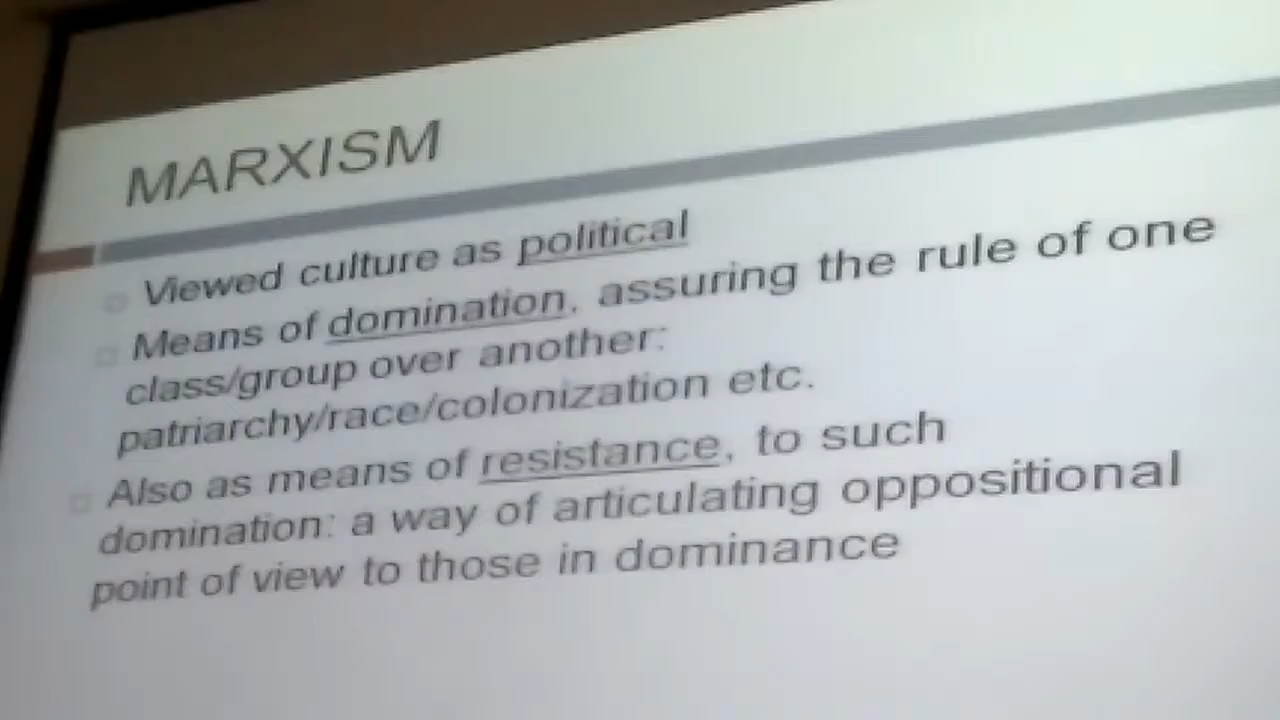 MARXISM
Viewed culture as political
Means of domination, assuring the rule of one
class/group over another:
patriarchy/race/colonization etc.
Also as means of resistance, to such
domination: a way of articulating oppositional
point of view to those in dominance